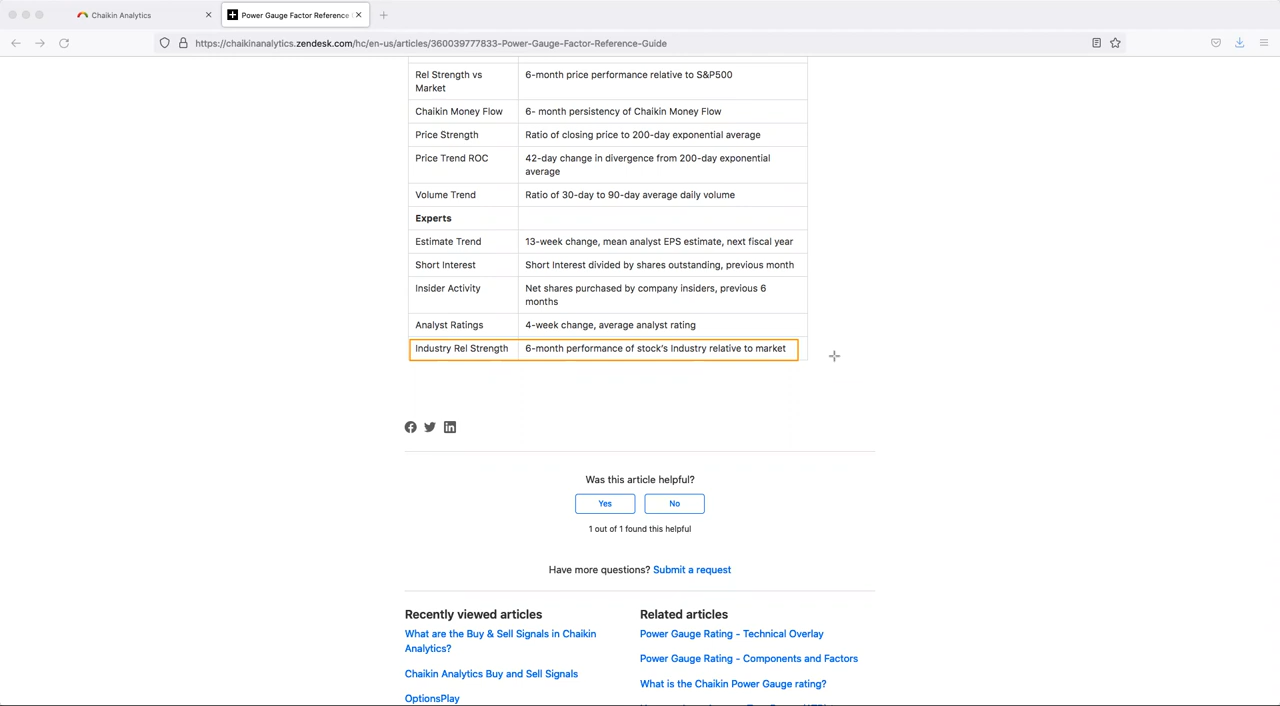 Chaikin Analytics
Power Gauge Factor Reference
https://chaikinanalytics.zendesk.com/hc/en-us/articles/360039777833-Power-Gauge-Factor-Reference-Guide
Rel Strength vs
Market
6-month price performance relative to S&P500
Chaikin Money Flow
6- month persistency of Chaikin Money Flow
Price Strength
Ratio of closing price to 200-day exponential average
Price Trend ROC
42-day change in divergence from 200-day exponential
average
Volume Trend
Ratio of 30-day to 90-day average daily volume
Experts
Estimate Trend
13-week change, mean analyst EPS estimate, next fiscal year
Short Interest
Short Interest divided by shares outstanding, previous month
Insider Activity
Net shares purchased by company insiders, previous 6
months
Analyst Ratings
4-week change, average analyst rating
Industry Rel Strength
6-month performance of stock's Industry relative to market
Was this article helpful?
Yes
No
1 out of 1 found this helpful
Have more questions? Submit a request
Recently viewed articles
What are the Buy & Sell Signals in Chaikin
Analytics?
Chaikin Analytics Buy and Sell Signals
OptionsPlay
Related articles
Power Gauge Rating - Technical Overlay
Power Gauge Rating - Components and Factors
What is the Chaikin Power Gauge rating?